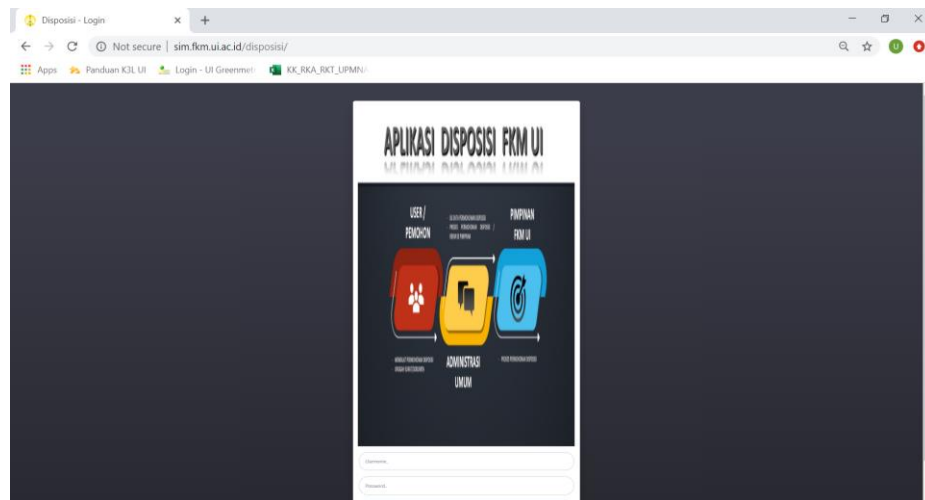 Disposisi - Login
Not secure | sim.fkm.ui.ac.id/disposisi/
Apps Panduan K3L UI Login - UI Greenmet KK_RKA_RKT_UPMN
APLIKASI DISPOSISI FKM UI
USER /
PEMOHON
PIMPINAN
FKM UI
ADMINISTRASI
UMUM
Username..
Password..